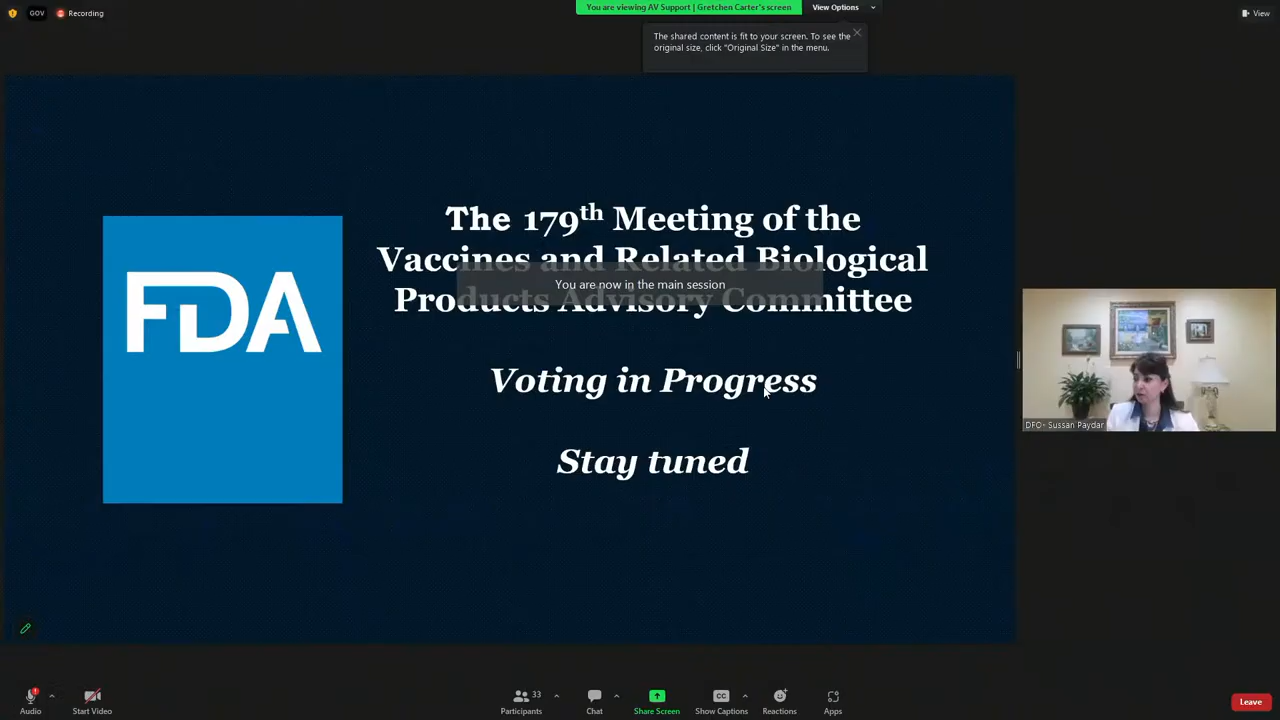 GOV
Recording
You are viewing AV Support | Gretchen Carter's screen
View Options
View
The shared content is fit to your screen. To see the
original size, click "Original Size" in the menu.
FDA
The 179th Meeting of the
Vaccines and Related Biological
Products Advisory Committee
You are now in the main session
Voting in Progress
Stay tuned
DFO- Sussan Paydar
Audio
Start Video
33
Participants
Chat
Share Screen
CC
Show Captions
Reactions
Apps
Leave